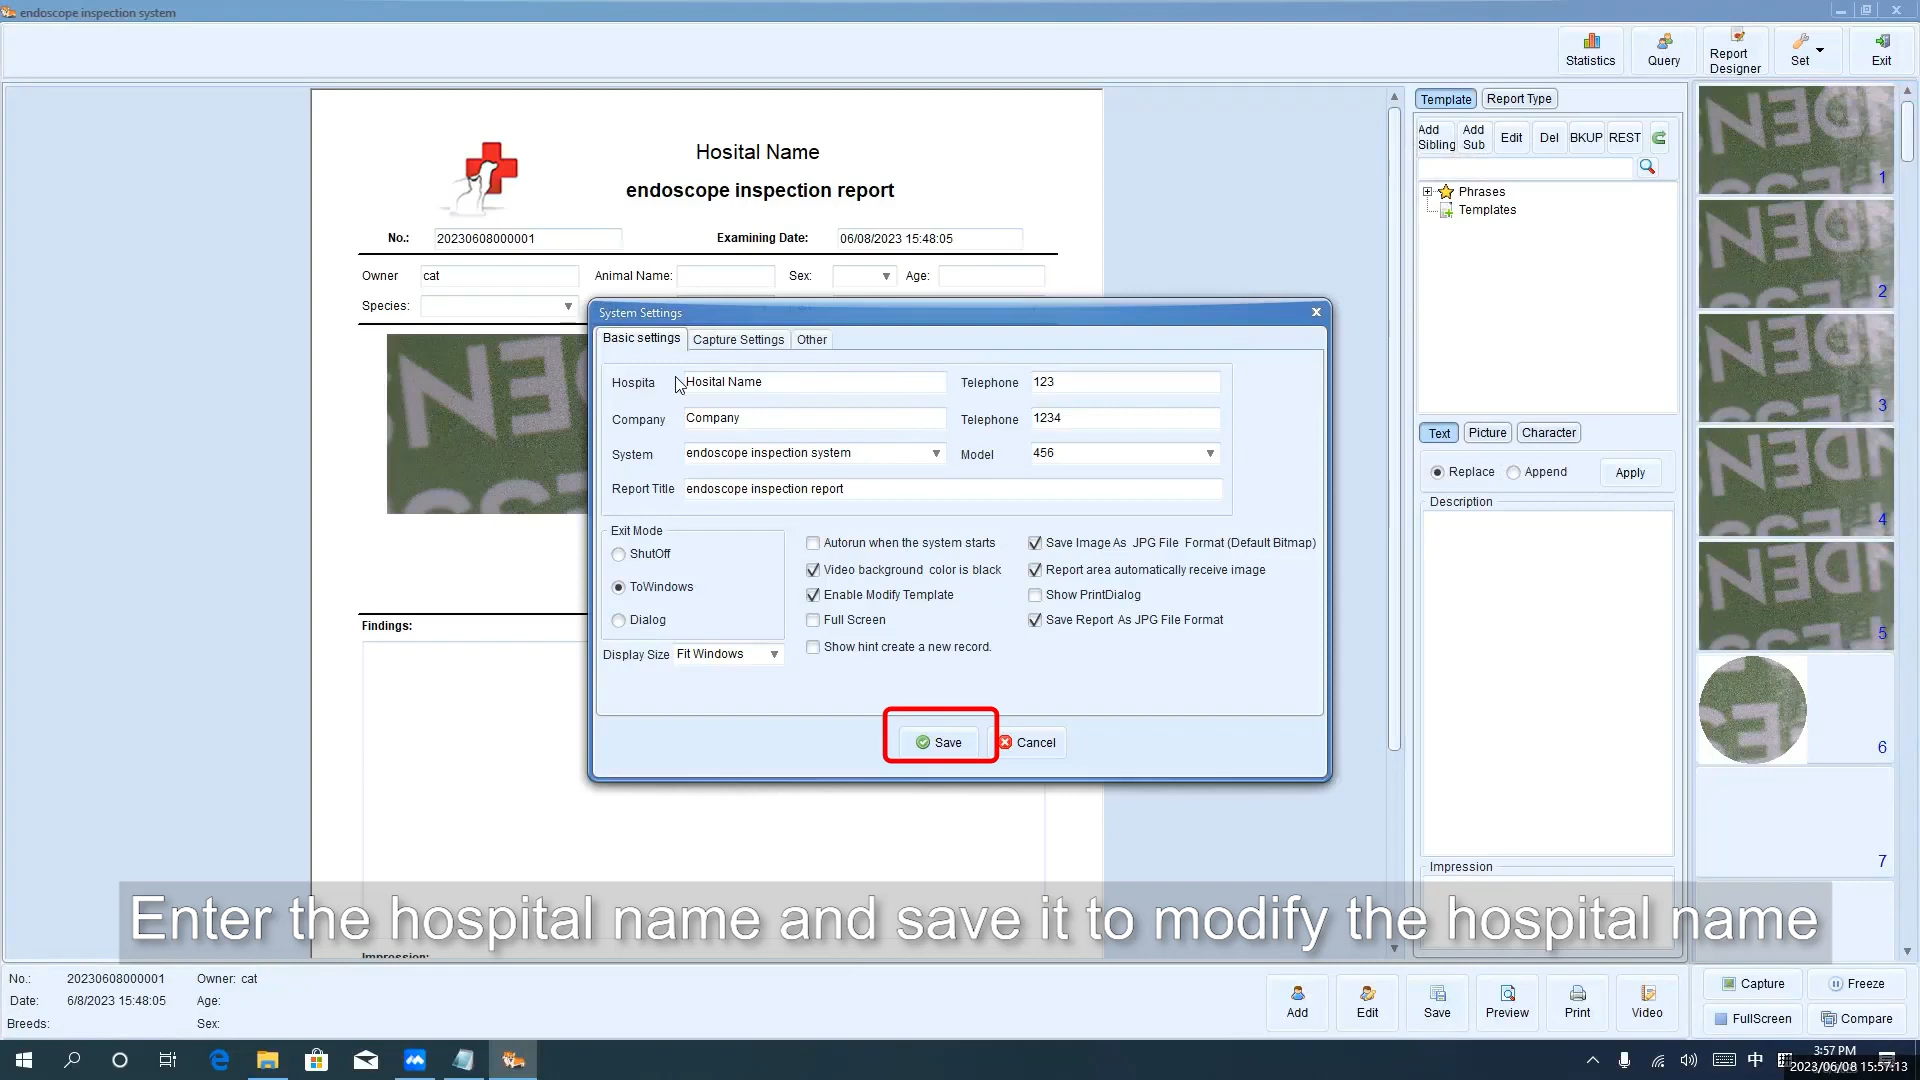 endoscope inspection system
Statistics
Query
Report
Designer
Set
Exit
Hosital Name
endoscope inspection report
No.: 20230608000001 Examining Date: 06/08/2023 15:48:05
Owner cat Animal Name: Sex: Age:
Species:
System Settings
Basic settings Capture Settings Other
Hospita Hosital Name Telephone 123
Company Company Telephone 1234
System endoscope inspection system Model 456
Report Title endoscope inspection report
Exit Mode
ShutOff
ToWindows
Dialog
Display Size Fit Windows
Autorun when the system starts
Video background color is black
Enable Modify Template
Full Screen
Show hint create a new record.
Save Image As JPG File Format (Default Bitmap)
Report area automatically receive image
Show PrintDialog
Save Report As JPG File Format
Save Cancel
Findings:
Template Report Type
Add Sibling
Add Sub
Edit
Del
BKUP
REST
Phrases
Templates
Text Picture Character
Replace Append Apply
Description
Impression
1
2
3
4
5
6
7
Enter the hospital name and save it to modify the hospital name
No.: 20230608000001 Owner: cat
Date: 6/8/2023 15:48:05 Age:
Breeds: Sex:
Add
Edit
Save
Preview
Print
Video
Capture Freeze
FullScreen Compare
中
3:57 PM
2023/06/08 15:57:13